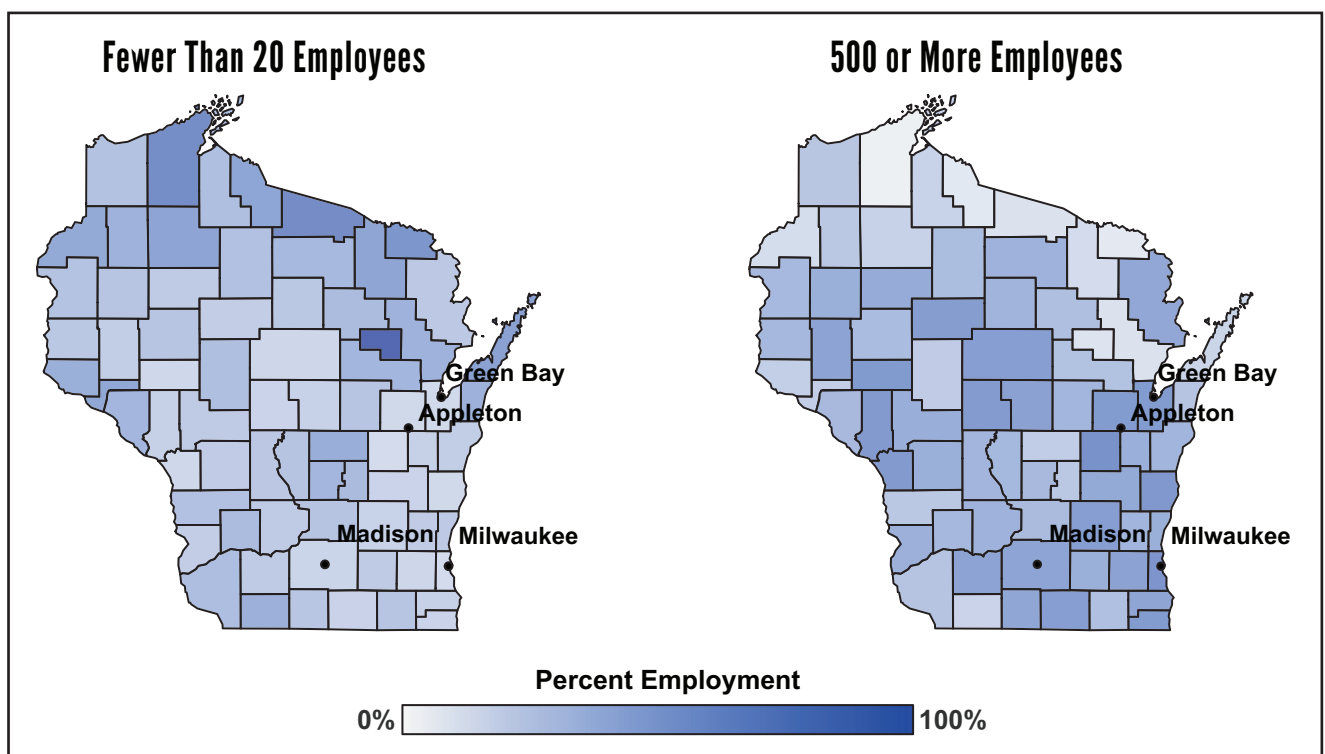 Fewer Than 20 Employees
500 or More Employees
Green Bay
Appleton
Madison
Milwaukee
Green Bay
Appleton
Madison
Milwaukee
Percent Employment
0%
100%